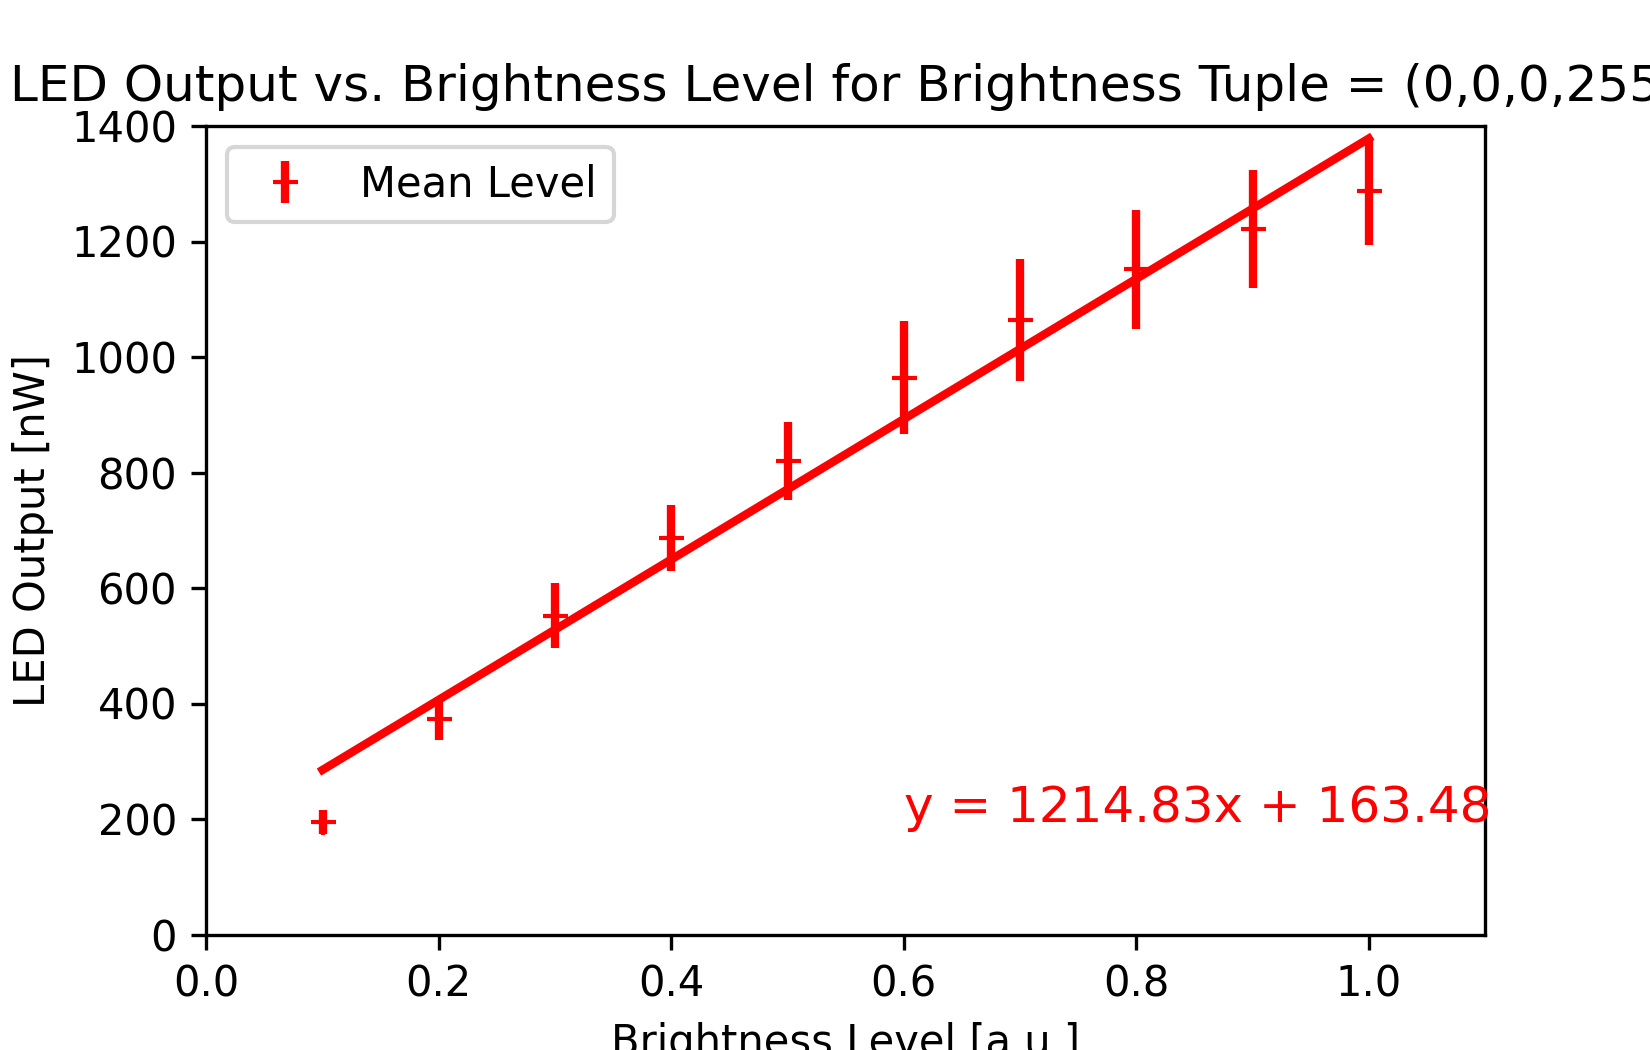 LED Output vs. Brightness Level for Brightness Tuple = (0,0,0,255
1400
1200
1000
800
600
400
200
0
LED Output [nW]
Mean Level
y = 1214.83x + 163.48
0.0 0.2 0.4 0.6 0.8 1.0
Brightness Level [a.u.]